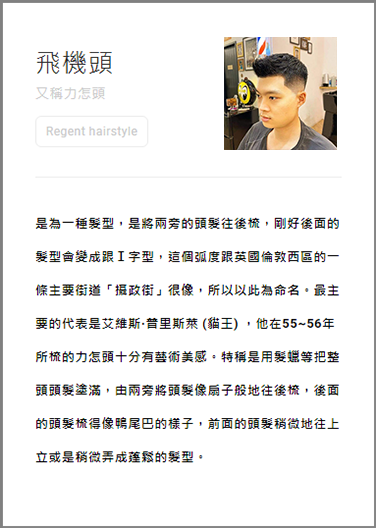 飛機頭
又稱力怎頭
Regent hairstyle
是為一種髮型，是將兩旁的頭髮往後梳，剛好後面的
髮型會變成跟Ｉ字型，這個弧度跟英國倫敦西區的一
條主要街道「攝政街」很像，所以以此為命名。最主
要的代表是艾維斯·普里斯萊 (貓王) ，他在55~56年
所梳的力怎頭十分有藝術美感。特稱是用髮蠟等把整
頭頭髮塗滿，由兩旁將頭髮像扇子般地往後梳，後面
的頭髮梳得像鴨尾巴的樣子，前面的頭髮稍微地往上
立或是稍微弄成蓬鬆的髮型。